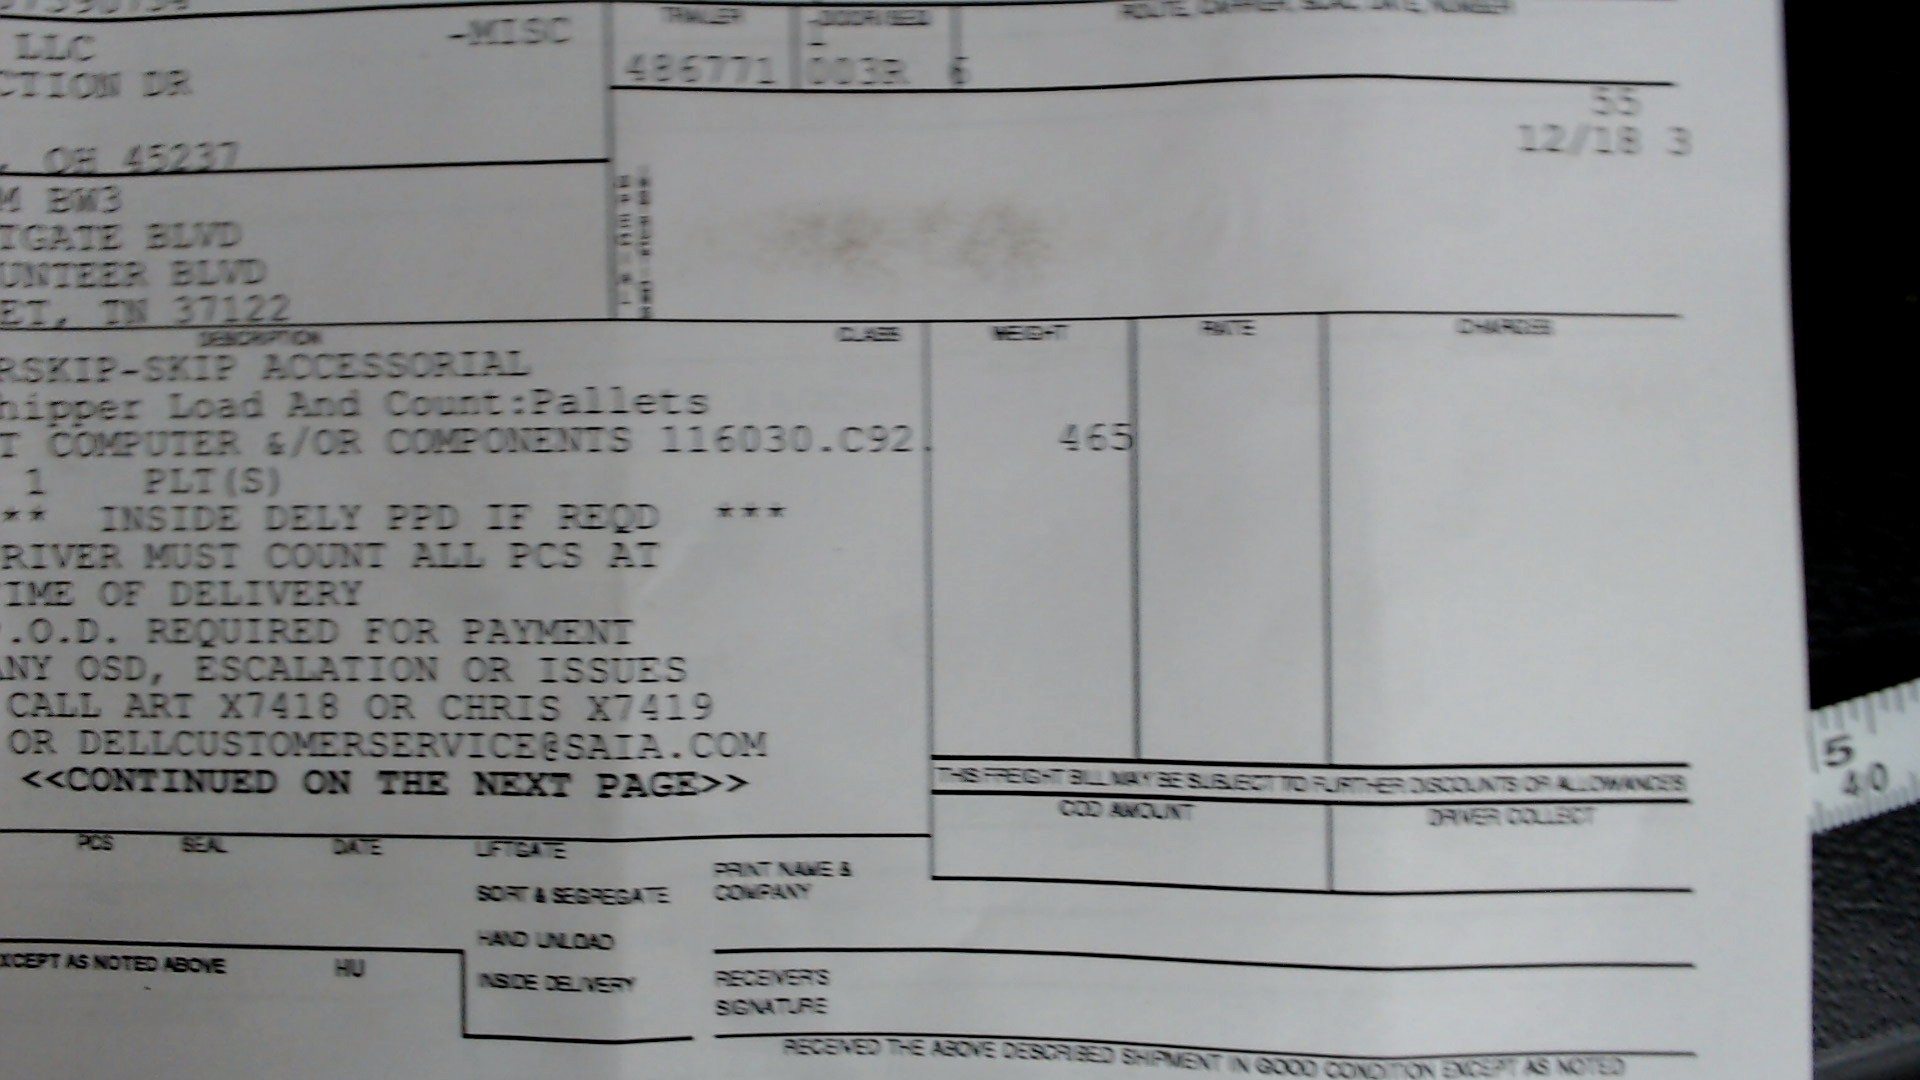 TRAILER
ROUTE, CARRIER, SCAC, DATE, NUMBER
LLC -MISC
486771 003R 6
CTION DR
55
12/18 3
, OH 45237
M BW3
TGATE BLVD
UNTEER BLVD
ET, TN 37122
DESCRIPTION CLASS WEIGHT RATE CHARGES
RSKIP-SKIP ACCESSORIAL
hipper Load And Count:Pallets
T COMPUTER &/OR COMPONENTS 116030.C92. 465
1 PLT(S)
** INSIDE DELY PPD IF REQD ***
RIVER MUST COUNT ALL PCS AT
IME OF DELIVERY
.O.D. REQUIRED FOR PAYMENT
ANY OSD, ESCALATION OR ISSUES
CALL ART X7418 OR CHRIS X7419
OR DELLCUSTOMERSERVICE@SAIA.COM
<<CONTINUED ON THE NEXT PAGE>>
THIS FREIGHT BILL MAY BE SUBJECT TO FURTHER DISCOUNTS OR ALLOWANCES
COD AMOUNT DRIVER COLLECT
PCS SEAL DATE LIFTGATE
SORT & SEGREGATE
HAND UNLOAD
INSIDE DELIVERY
PRINT NAME &
COMPANY
XCEPT AS NOTED ABOVE HU
RECEIVER'S
SIGNATURE
RECEIVED THE ABOVE DESCRIBED SHIPMENT IN GOOD CONDITION EXCEPT AS NOTED
5
40